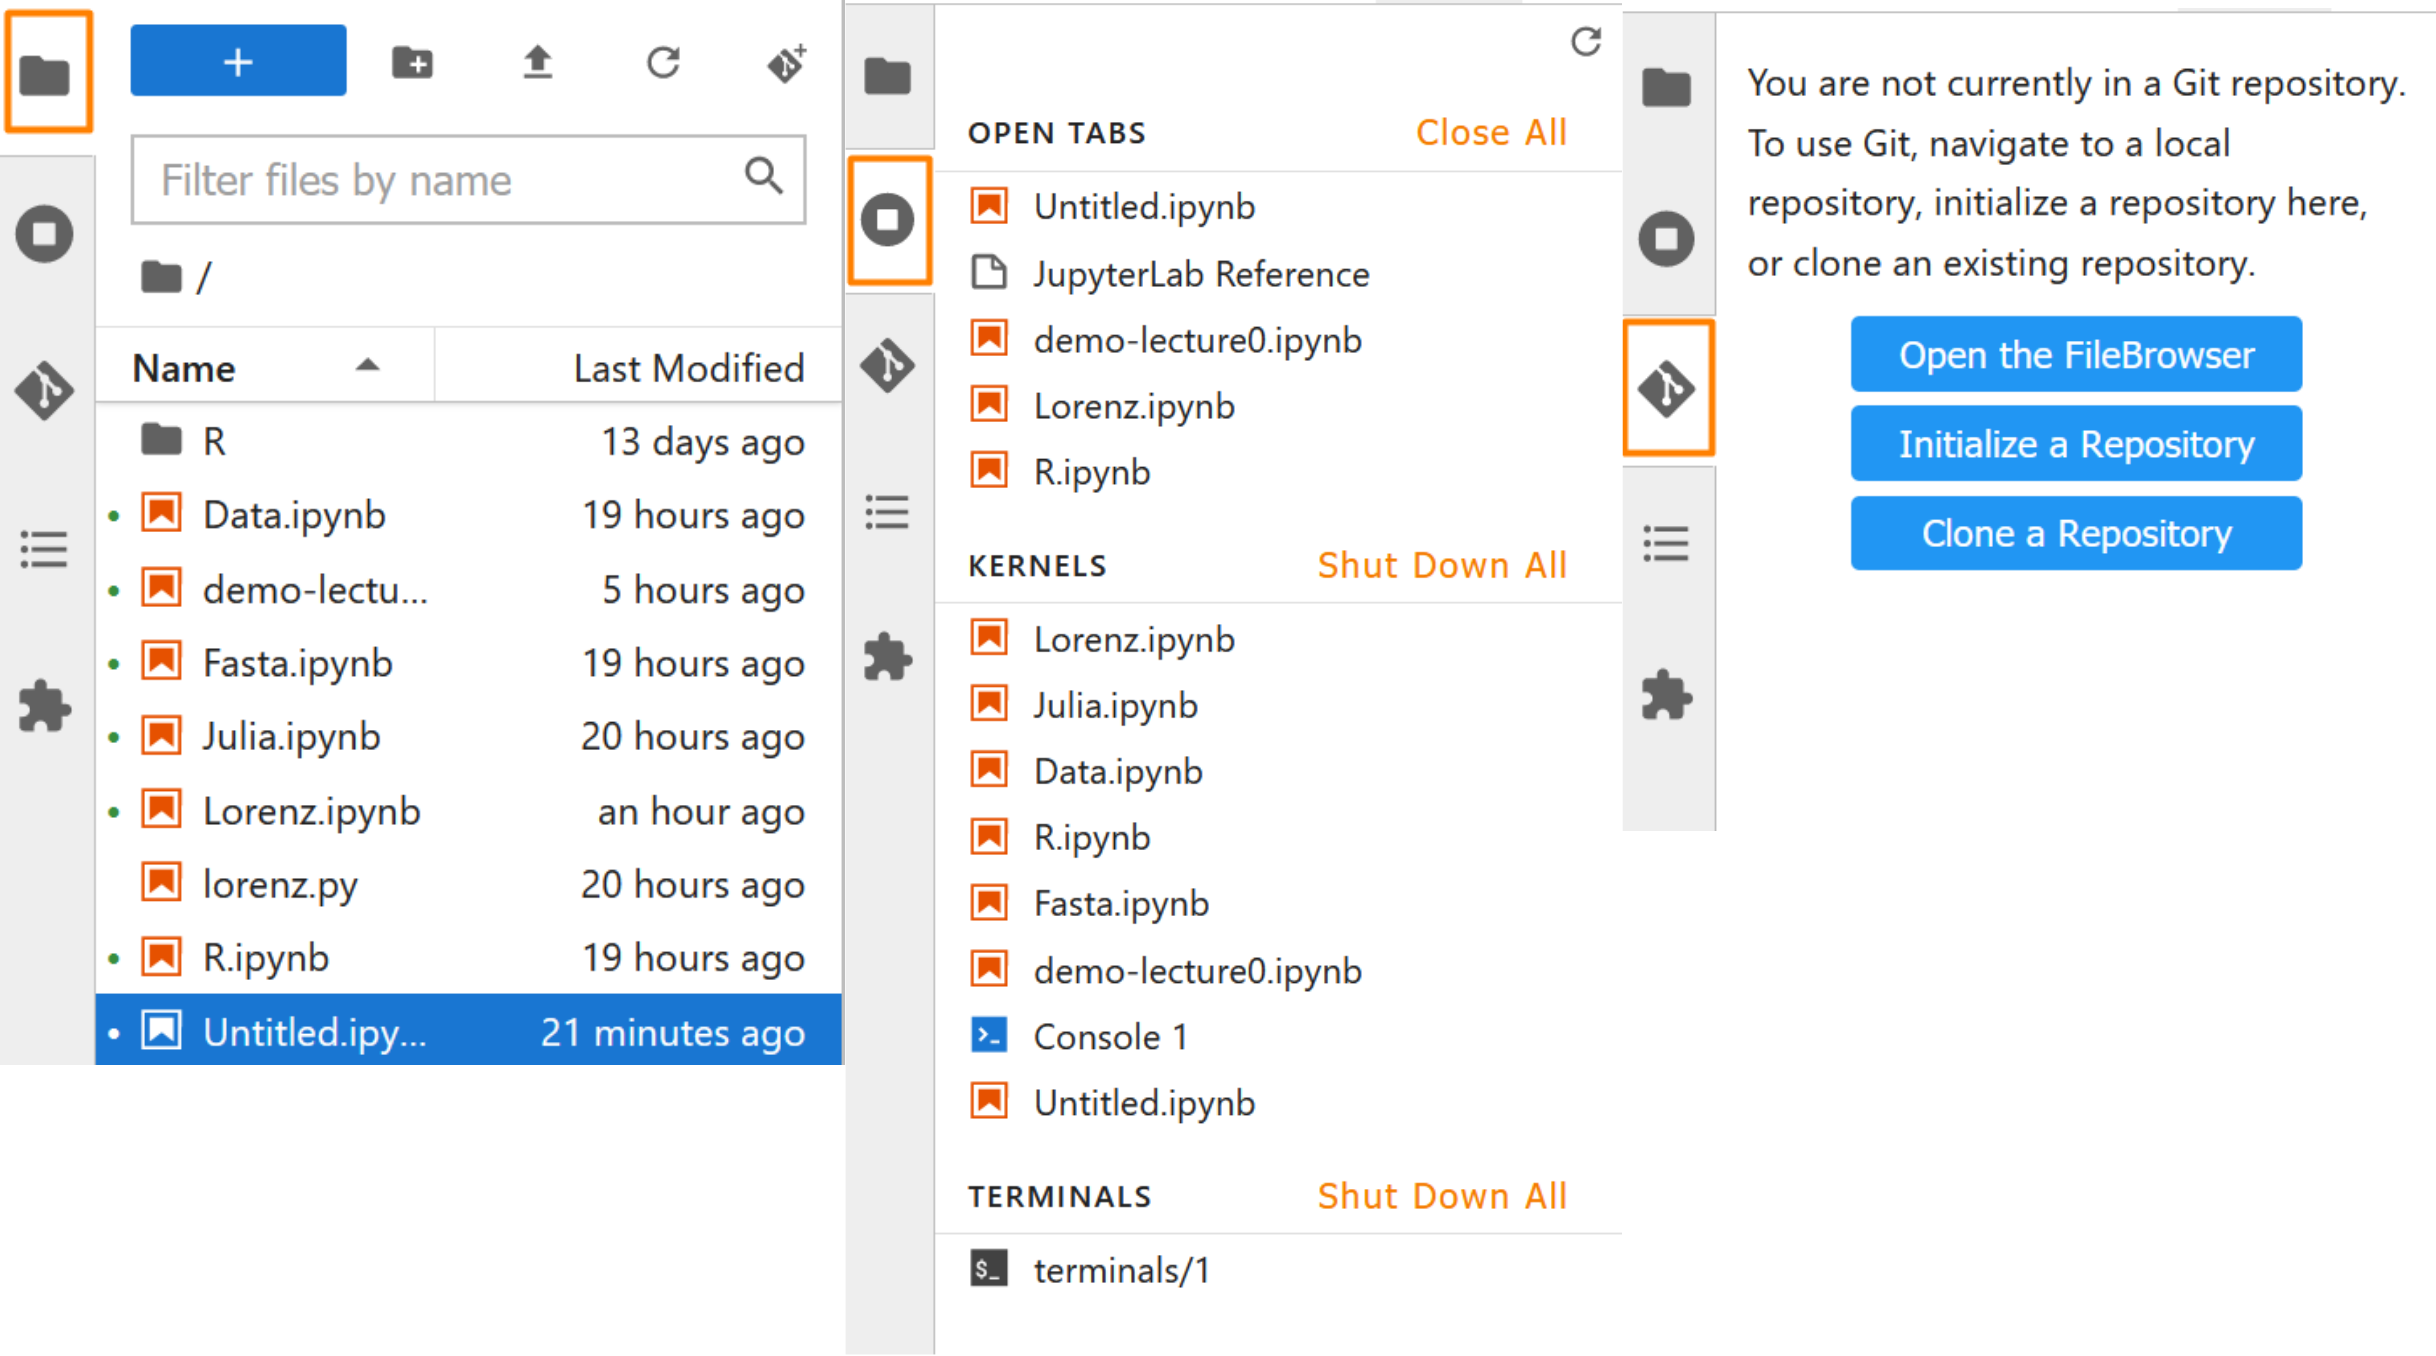 +
Filter files by name
/
Name Last Modified
R 13 days ago
Data.ipynb 19 hours ago
demo-lectu... 5 hours ago
Fasta.ipynb 19 hours ago
Julia.ipynb 20 hours ago
Lorenz.ipynb an hour ago
lorenz.py 20 hours ago
R.ipynb 19 hours ago
Untitled.ipy... 21 minutes ago
OPEN TABS Close All
Untitled.ipynb
JupyterLab Reference
demo-lecture0.ipynb
Lorenz.ipynb
R.ipynb
KERNELS Shut Down All
Lorenz.ipynb
Julia.ipynb
Data.ipynb
R.ipynb
Fasta.ipynb
demo-lecture0.ipynb
Console 1
Untitled.ipynb
TERMINALS Shut Down All
$_ terminals/1
You are not currently in a Git repository.
To use Git, navigate to a local
repository, initialize a repository here,
or clone an existing repository.
Open the FileBrowser
Initialize a Repository
Clone a Repository